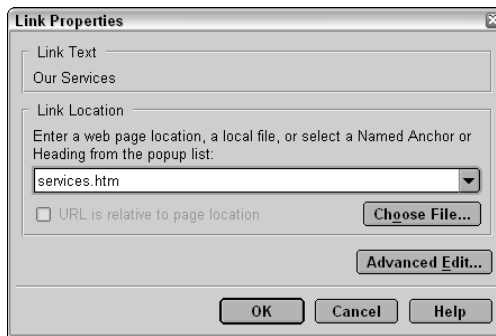 Link Properties
Link Text
Our Services
Link Location
Enter a web page location, a local file, or select a Named Anchor or
Heading from the popup list:
services.htm
URL is relative to page location
Choose File...
Advanced Edit...
OK Cancel Help